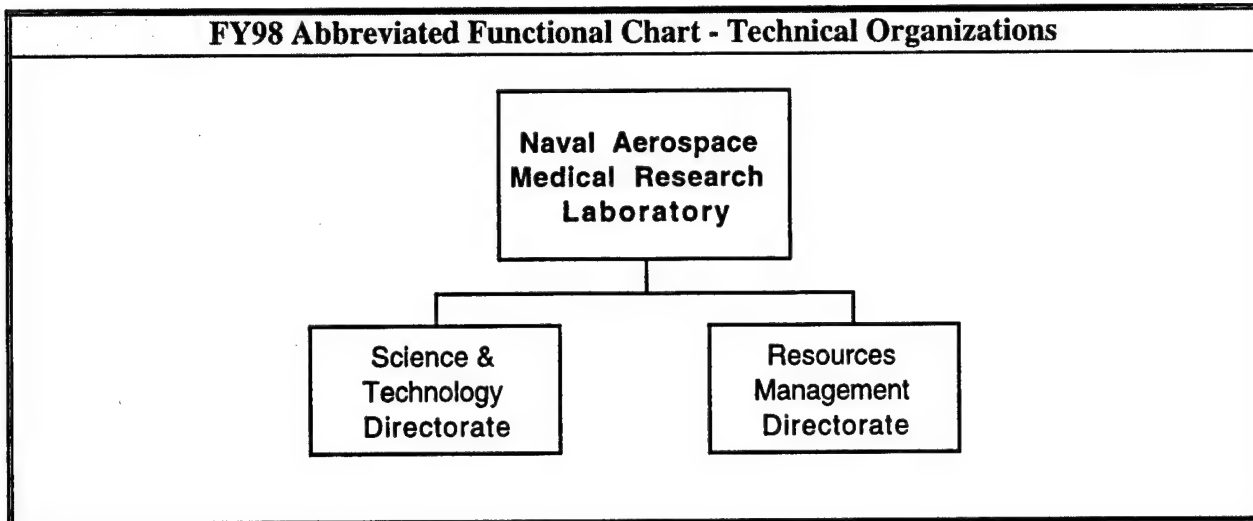 FY98 Abbreviated Functional Chart - Technical Organizations
Naval Aerospace
Medical Research
Laboratory
Science &
Technology
Directorate
Resources
Management
Directorate